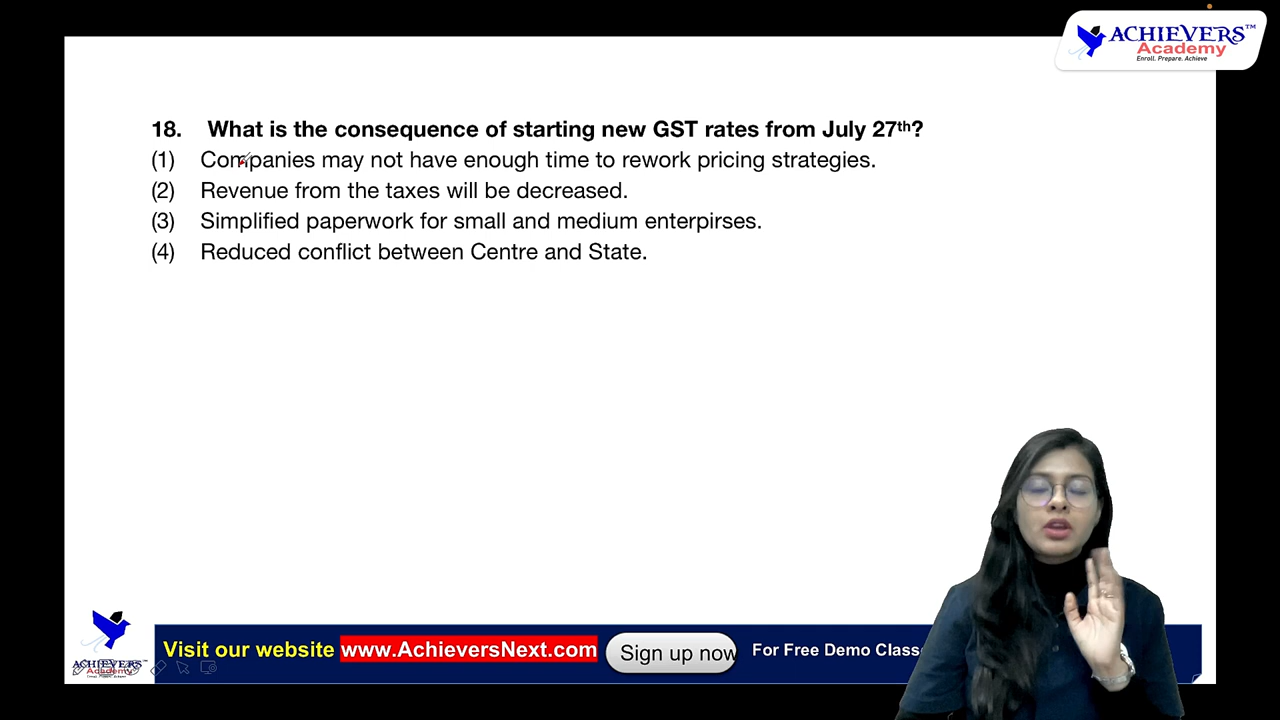 ACHIEVERS™
Academy
Enroll. Prepare. Achieve
18. What is the consequence of starting new GST rates from July 27th?
(1) Companies may not have enough time to rework pricing strategies.
(2) Revenue from the taxes will be decreased.
(3) Simplified paperwork for small and medium enterpirses.
(4) Reduced conflict between Centre and State.
ACHIEVERS™
Academy
Visit our website www.AchieversNext.com Sign up now For Free Demo Classe